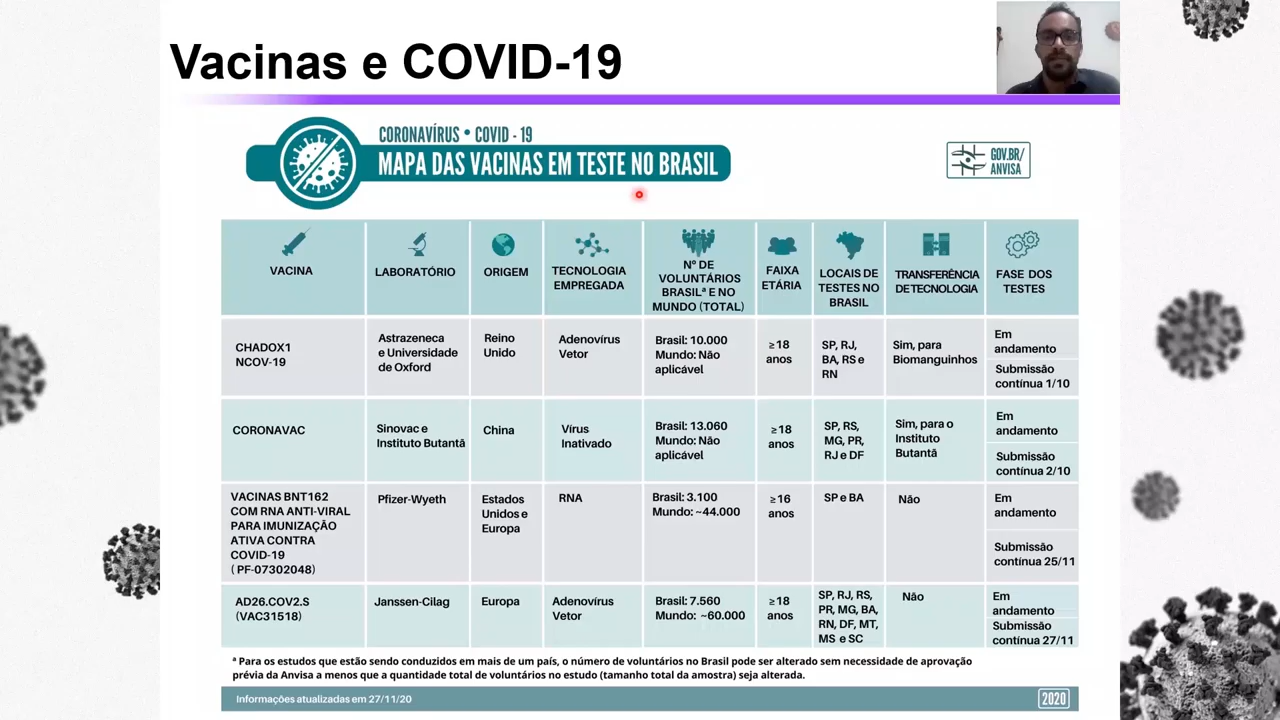 Vacinas e COVID-19
CORONAVÍRUS • COVID - 19
MAPA DAS VACINAS EM TESTE NO BRASIL
GOV.BR/
ANVISA
VACINA
LABORATÓRIO
ORIGEM
TECNOLOGIA
EMPREGADA
Nº DE
VOLUNTÁRIOS
BRASILª E NO
MUNDO (TOTAL)
FAIXA
ETÁRIA
LOCAIS DE
TESTES NO
BRASIL
TRANSFERÊNCIA
DE TECNOLOGIA
FASE DOS
TESTES
CHADOX1
NCOV-19
Astrazeneca
e Universidade
de Oxford
Reino
Unido
Adenovírus
Vetor
Brasil: 10.000
Mundo: Não
aplicável
≥18
anos
SP, RJ,
BA, RS e
RN
Sim, para
Biomanguinhos
Em
andamento
Submissão
contínua 1/10
CORONAVAC
Sinovac e
Instituto Butantã
China
Vírus
Inativado
Brasil: 13.060
Mundo: Não
aplicável
≥18
anos
SP, RS,
MG, PR,
RJ e DF
Sim, para o
Instituto
Butantã
Em
andamento
Submissão
contínua 2/10
VACINAS BNT162
COM RNA ANTI-VIRAL
PARA IMUNIZAÇÃO
ATIVA CONTRA
COVID-19
( PF-07302048)
Pfizer-Wyeth
Estados
Unidos e
Europa
RNA
Brasil: 3.100
Mundo: ~44.000
≥16
anos
SP e BA
Não
Em
andamento
Submissão
contínua 25/11
AD26.COV2.S
(VAC31518)
Janssen-Cilag
Europa
Adenovírus
Vetor
Brasil: 7.560
Mundo: ~60.000
≥18
anos
SP, RJ, RS,
PR, MG, BA,
RN, DF, MT,
MS e SC
Não
Em
andamento
Submissão
contínua 27/11
ª Para os estudos que estão sendo conduzidos em mais de um país, o número de voluntários no Brasil pode ser alterado sem necessidade de aprovação
prévia da Anvisa a menos que a quantidade total de voluntários no estudo (tamanho total da amostra) seja alterada.
Informações atualizadas em 27/11/20
2020